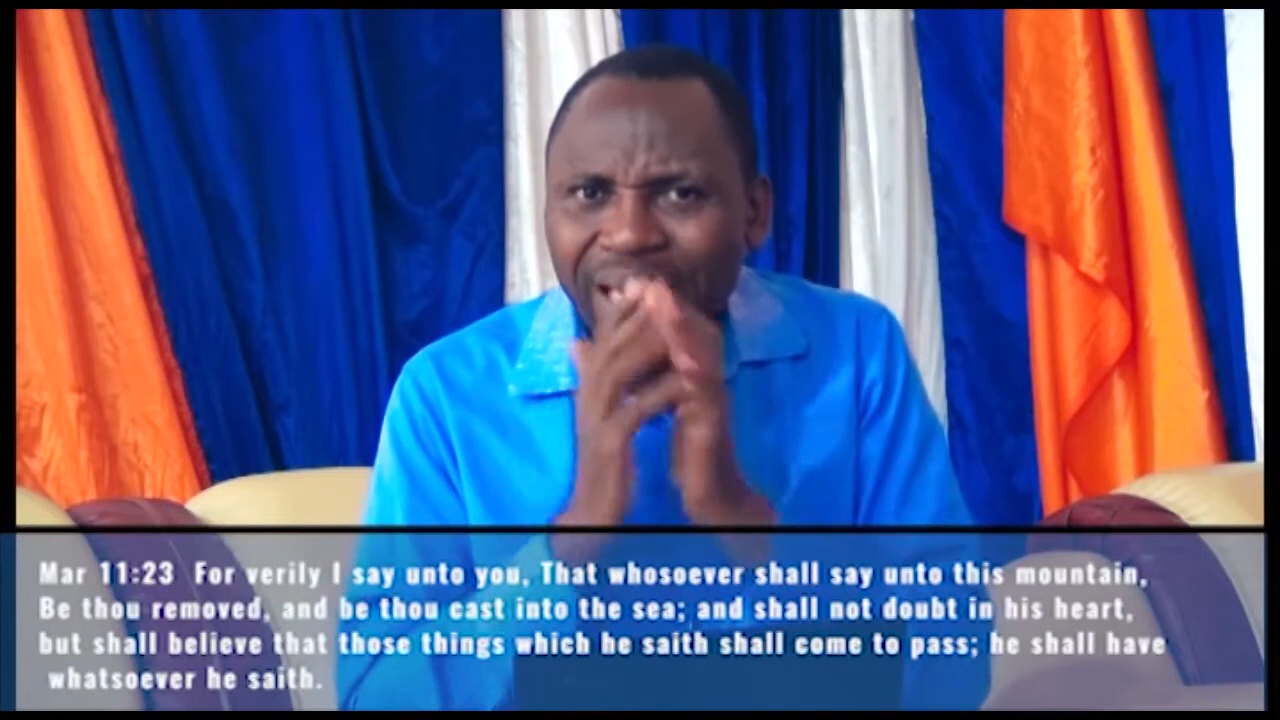 Mar 11:23 For verily I say unto you, That whosoever shall say unto this mountain,
Be thou removed, and be thou cast into the sea; and shall not doubt in his heart,
but shall believe that those things which he saith shall come to pass; he shall have
whatsoever he saith.